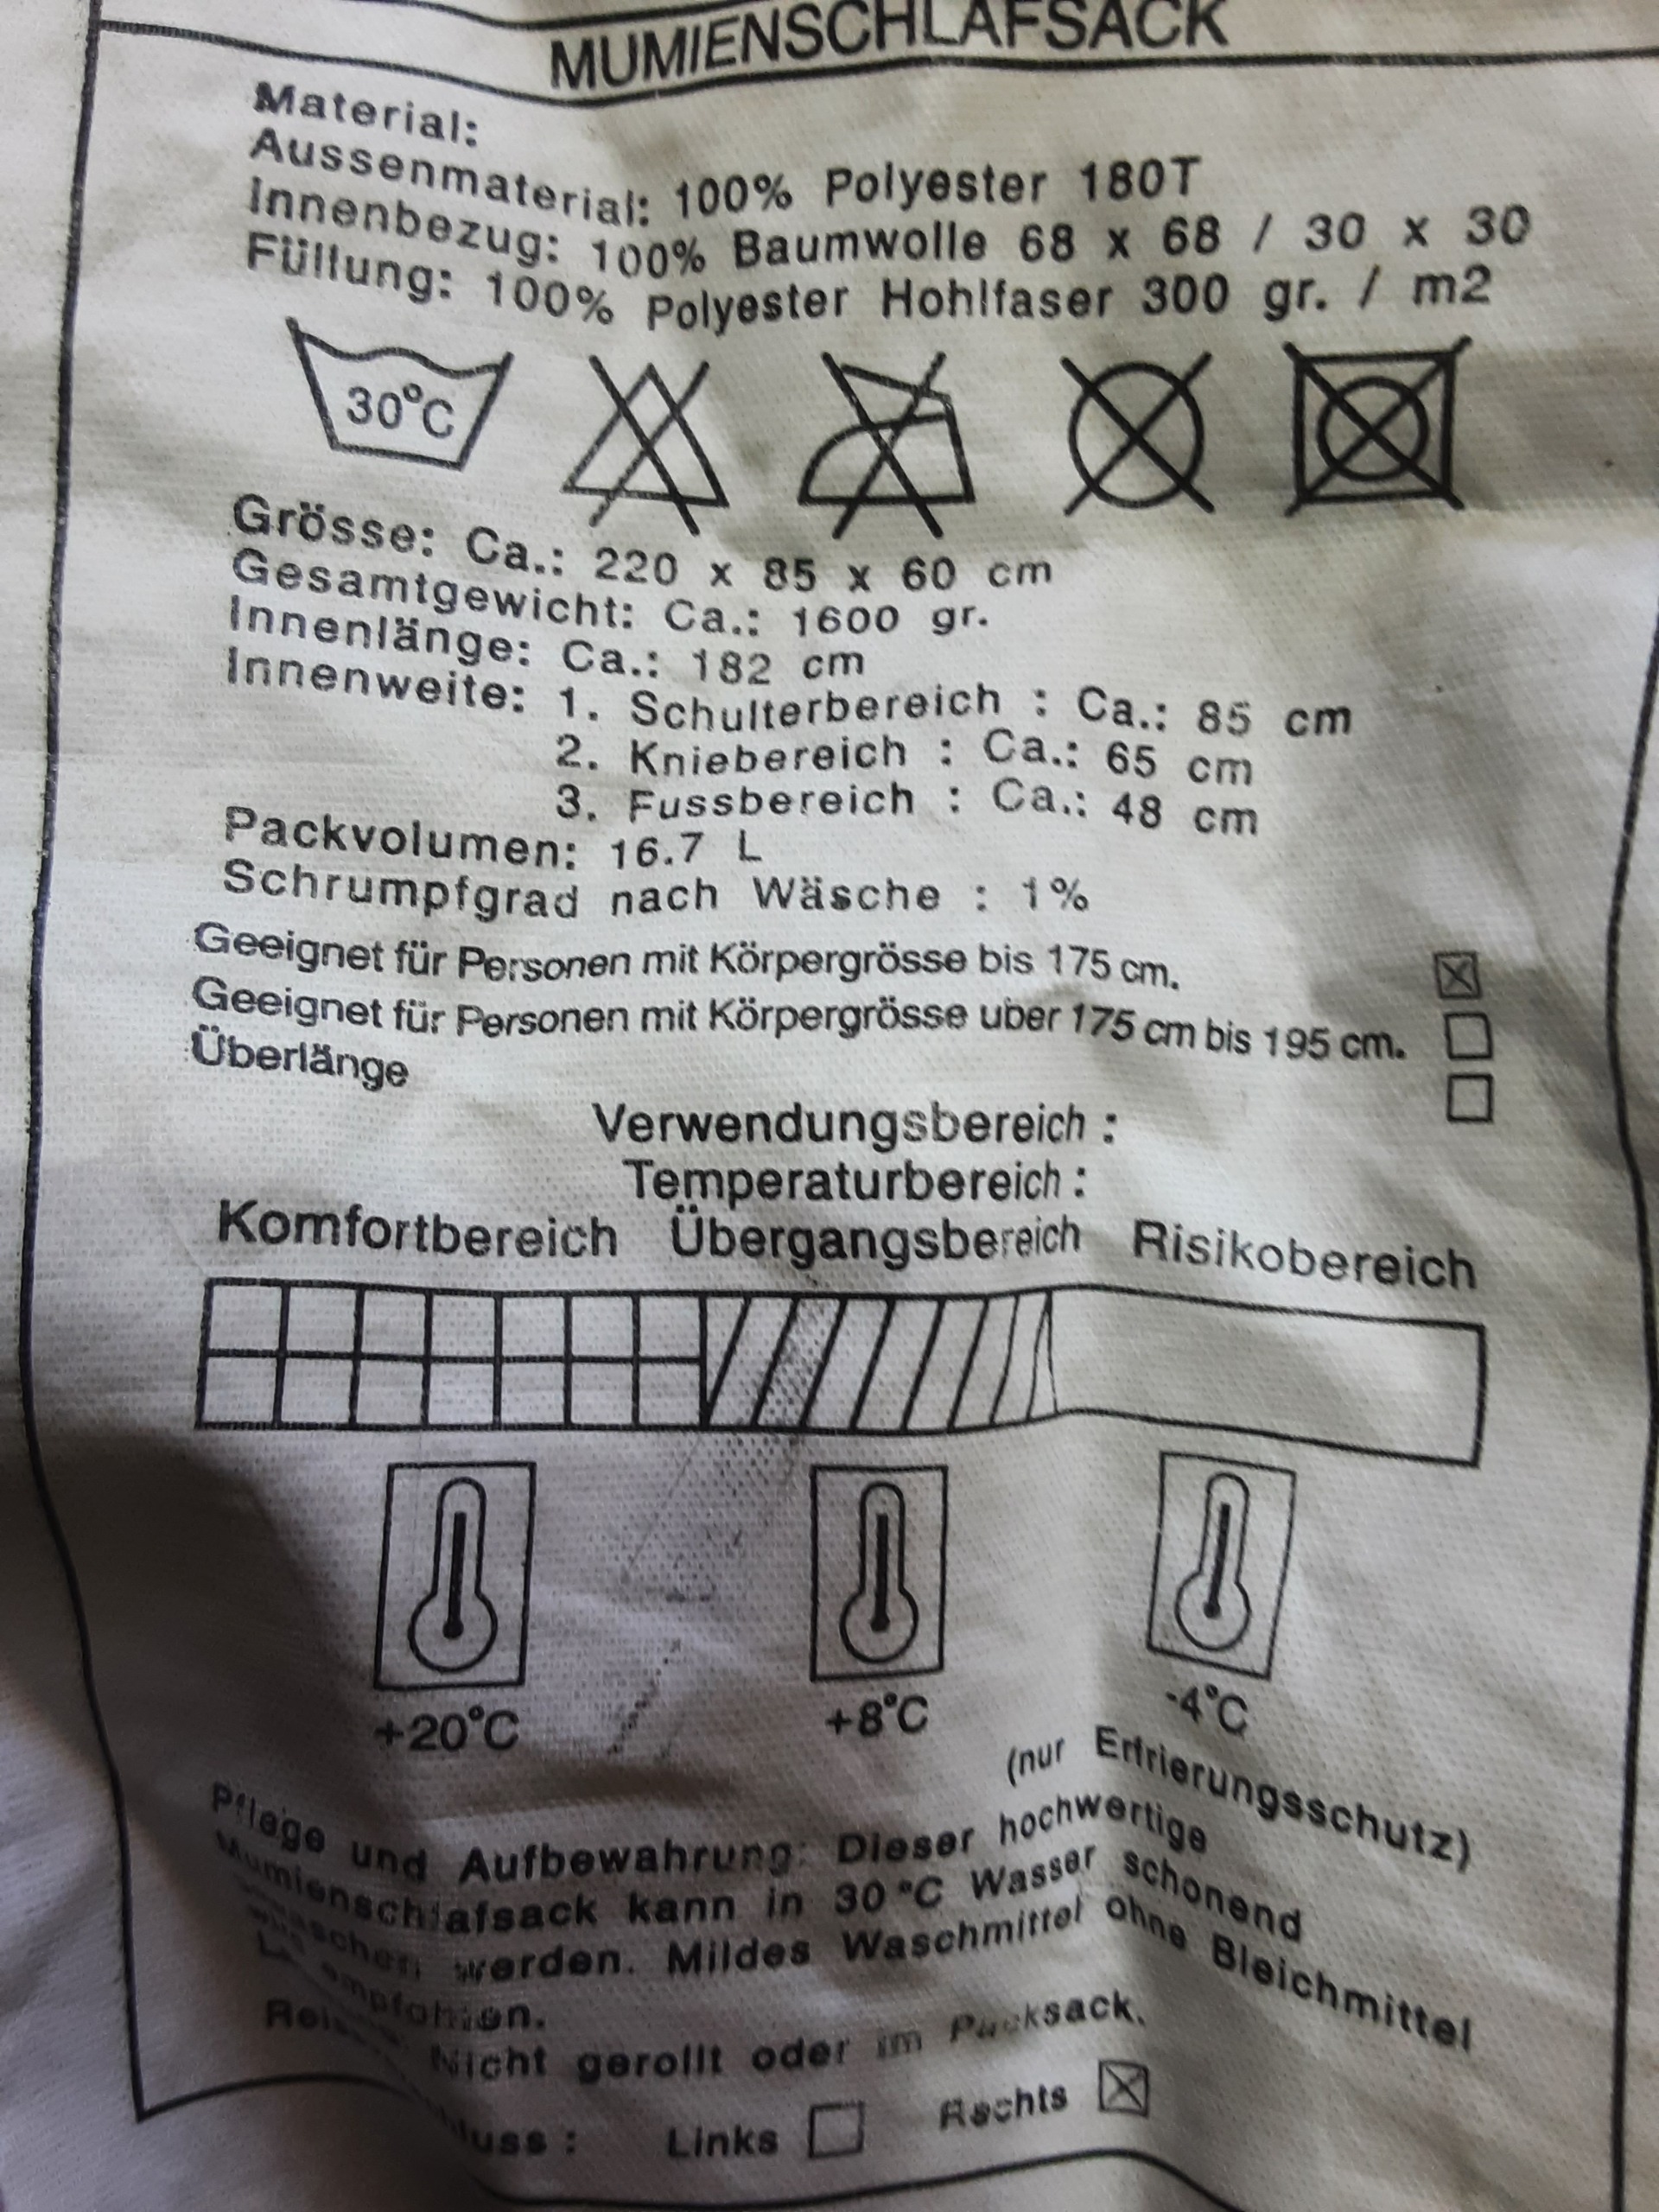 MUMIENSCHLAFSACK
Material:
Aussenmaterial: 100% Polyester 180T
Innenbezug: 100% Baumwolle 68 x 68 / 30 x 30
Füllung: 100% Polyester Hohlfaser 300 gr. / m2
30°C
Grösse: Ca.: 220 x 85 x 60 cm
Gesamtgewicht: Ca.: 1600 gr.
Innenlänge: Ca.: 182 cm
Innenweite: 1. Schulterbereich : Ca.: 85 cm
2. Kniebereich : Ca.: 65 cm
3. Fussbereich : Ca.: 48 cm
Packvolumen: 16.7 L
Schrumpfgrad nach Wäsche : 1%
Geeignet für Personen mit Körpergrösse bis 175 cm.
Geeignet für Personen mit Körpergrösse uber 175 cm bis 195 cm.
Überlänge
Verwendungsbereich :
Temperaturbereich :
Komfortbereich Übergangsbereich Risikobereich
+20°C +8°C -4°C
(nur Erfrierungsschutz)
Pflege und Aufbewahrung: Dieser hochwertige
Mumienschlafsack kann in 30°C Wasser schonend
waschen werden. Mildes Waschmittel ohne Bleichmittel
empfohlen.
Nicht gerollt oder im Packsack.
Links Rechts